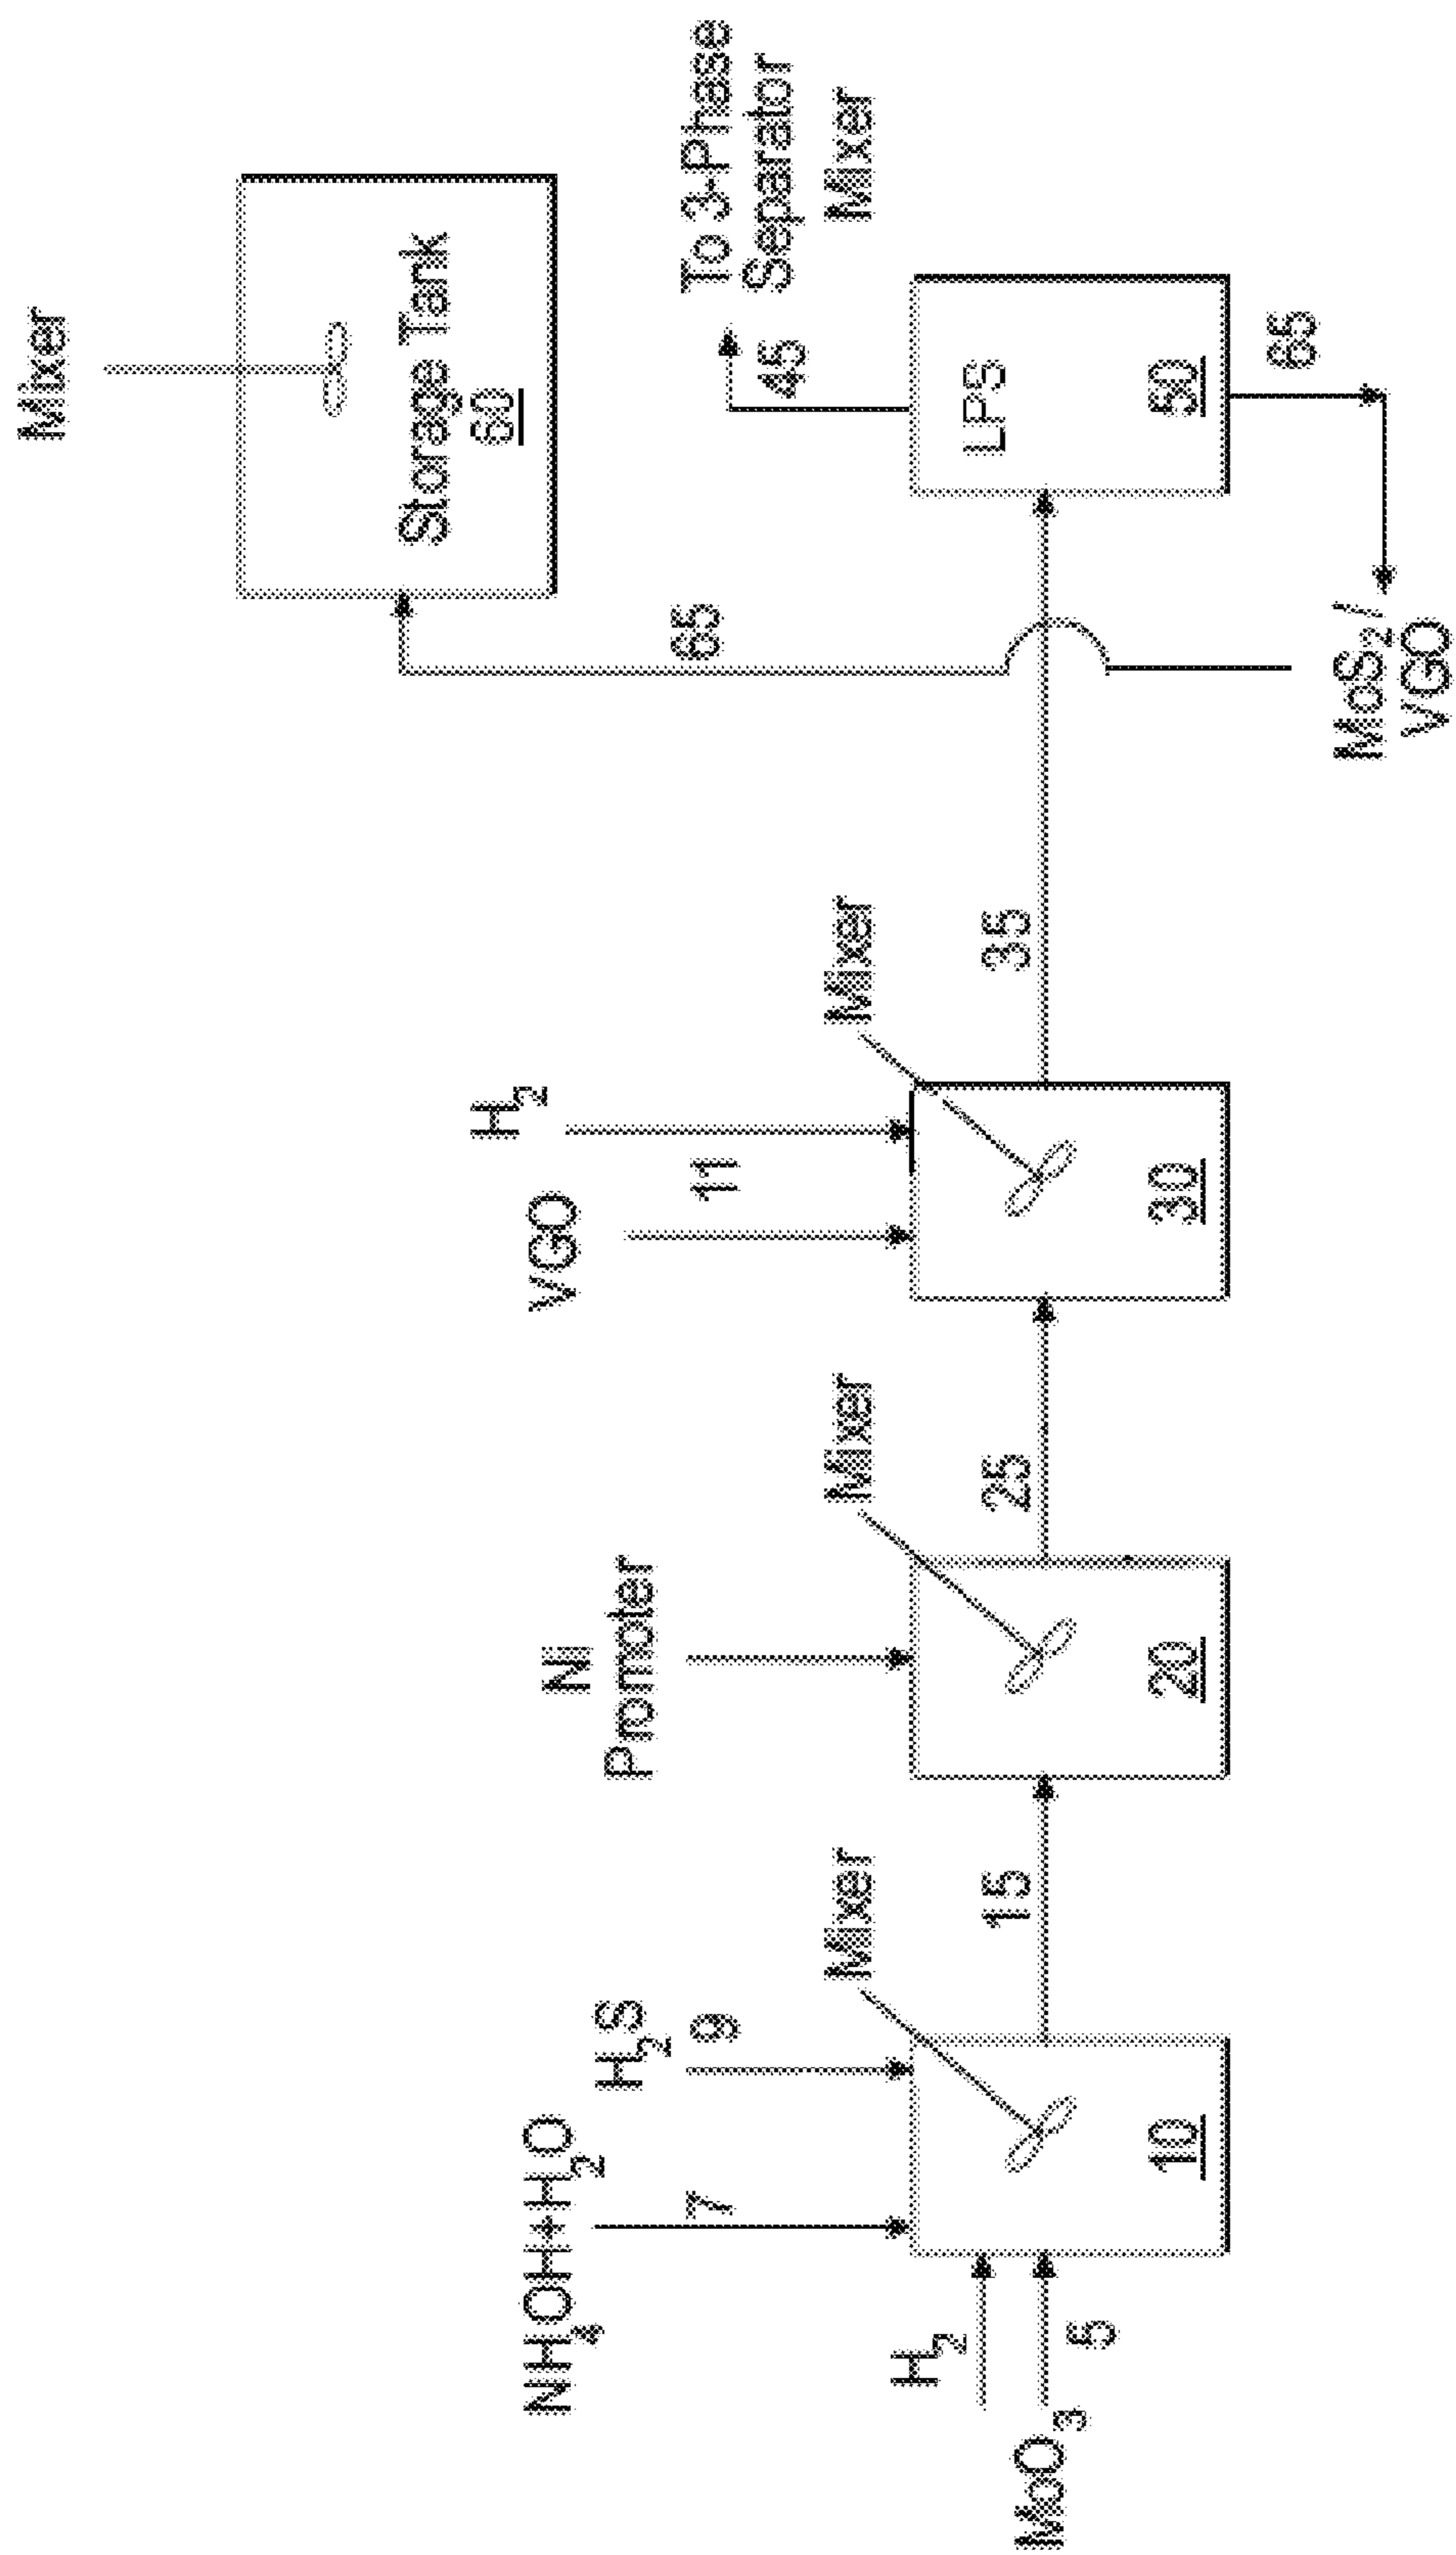 Mixer
Storage Tank
60
To 3-Phase
Separator
Mixer
45
LPS
50
65
65
MoS2 /
VGO
35
H2
VGO
11
Mixer
30
25
Ni
Promoter
Mixer
20
15
NH4OH+H2O
7
H2S
9
Mixer
10
H2
MoO3
5